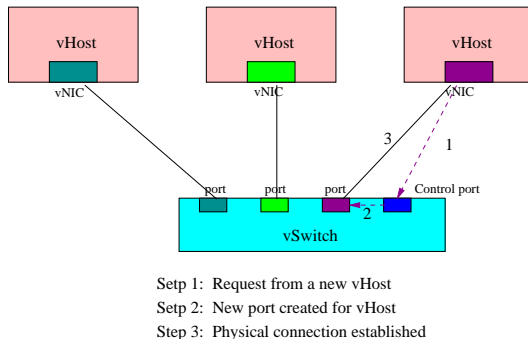 vHost vHost vHost
vNIC vNIC vNIC
3 1
port port port Control port
2
vSwitch
Setp 1: Request from a new vHost
Setp 2: New port created for vHost
Step 3: Physical connection established